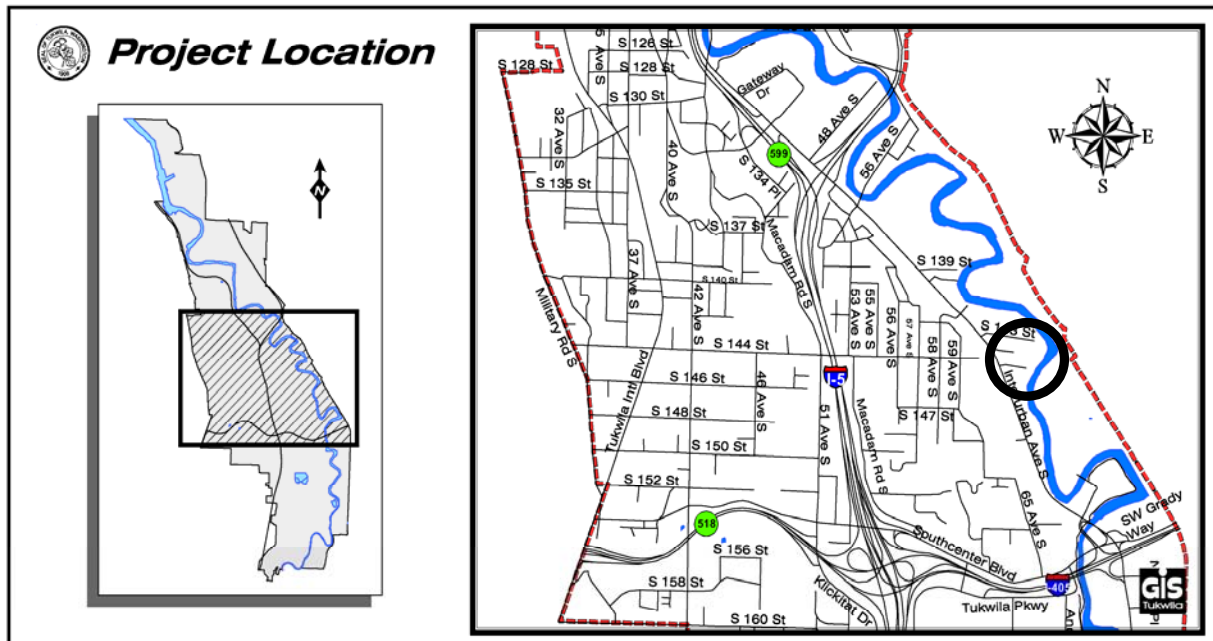 Project Location
N
N
W E
S
S 126 St
S 128 St
S 128 St
S 130 St
Gateway
Dr
32 Ave S
40 Ave S
48 Ave S
56 Ave S
599
S 134 Pl
S 135 St
S 137 St
Macadam Rd S
S 139 St
37 Ave S
S 140 St
42 Ave S
Military Rd S
Tukwila Intl Blvd
53 Ave S
55 Ave S
56 Ave S
57 Ave S
58 Ave S
59 Ave S
S 144 St
S 146 St
46 Ave S
I-5
S 147 St
S 148 St
51 Ave S
Macadam Rd S
Interurban Ave S
S 150 St
S 152 St
65 Ave S
SW Grady
Way
518
Southcenter Blvd
S 156 St
S 158 St
Klickitat Dr
Tukwila Pkwy
S 160 St
GIS
Tukwila